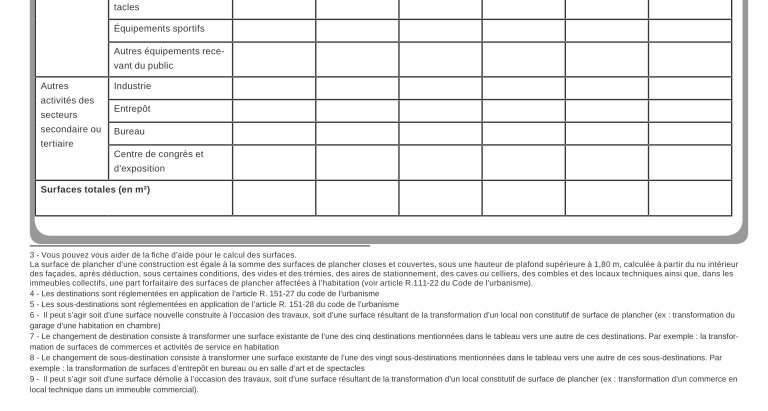 tacles
Équipements sportifs
Autres équipements rece-
vant du public
Autres
activités des
secteurs
secondaire ou
tertiaire
Industrie
Entrepôt
Bureau
Centre de congrès et
d'exposition
Surfaces totales (en m²)
3 - Vous pouvez vous aider de la fiche d'aide pour le calcul des surfaces.
La surface de plancher d'une construction est égale à la somme des surfaces de plancher closes et couvertes, sous une hauteur de plafond supérieure à 1,80 m, calculée à partir du nu intérieur
des façades, après déduction, sous certaines conditions, des vides et des trémies, des aires de stationnement, des caves ou celliers, des combles et des locaux techniques ainsi que, dans les
immeubles collectifs, une part forfaitaire des surfaces de plancher affectées à l'habitation (voir article R.111-22 du Code de l'urbanisme).
4 - Les destinations sont réglementées en application de l'article R. 151-27 du code de l'urbanisme
5 - Les sous-destinations sont réglementées en application de l'article R. 151-28 du code de l'urbanisme
6 - Il peut s'agir soit d'une surface nouvelle construite à l'occasion des travaux, soit d'une surface résultant de la transformation d'un local non constitutif de surface de plancher (ex : transformation du
garage d'une habitation en chambre)
7 - Le changement de destination consiste à transformer une surface existante de l'une des cinq destinations mentionnées dans le tableau vers une autre de ces destinations. Par exemple : la transfor-
mation de surfaces de commerces et activités de service en habitation
8 - Le changement de sous-destination consiste à transformer une surface existante de l'une des vingt sous-destinations mentionnées dans le tableau vers une autre de ces sous-destinations. Par
exemple : la transformation de surfaces d'entrepôt en bureau ou en salle d'art et de spectacles
9 - Il peut s'agir soit d'une surface démolie à l'occasion des travaux, soit d'une surface résultant de la transformation d'un local constitutif de surface de plancher (ex : transformation d'un commerce en
local technique dans un immeuble commercial).